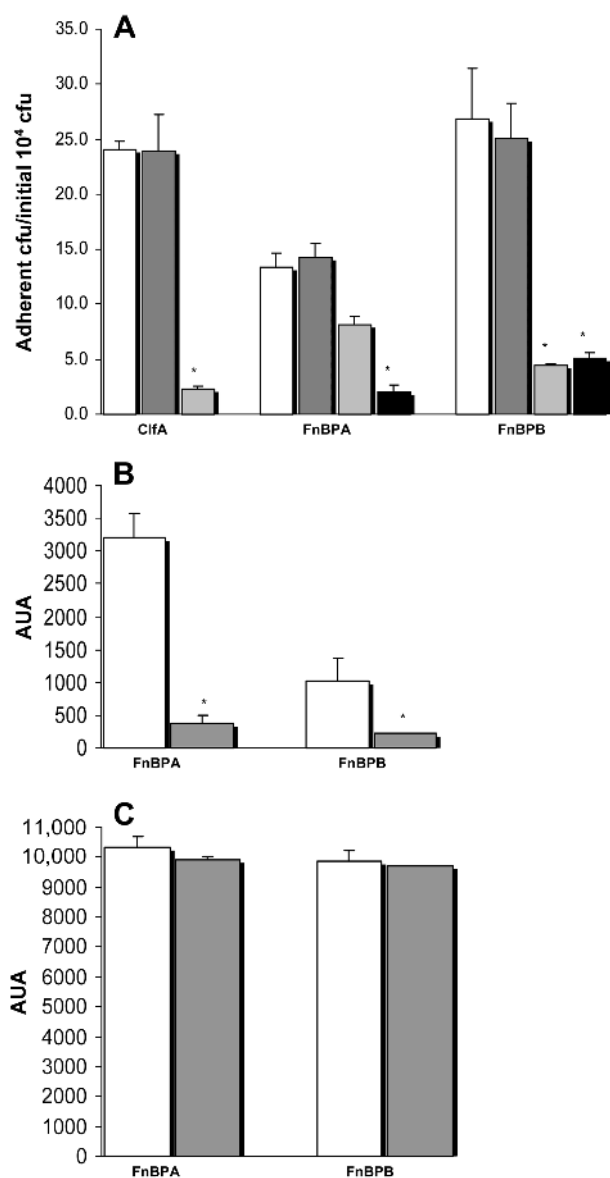 A
Adherent cfu/initial 10⁴ cfu
35.0
30.0
25.0
20.0
15.0
10.0
5.0
0.0
*
*
*
*
ClfA
FnBPA
FnBPB
B
AUA
4000
3500
3000
2500
2000
1500
1000
500
0
*
*
FnBPA
FnBPB
C
AUA
11,000
10,000
9000
8000
7000
6000
5000
4000
3000
2000
1000
0
FnBPA
FnBPB